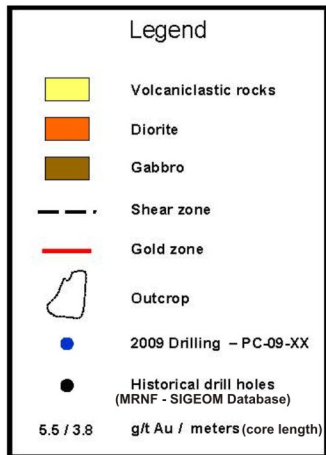 Legend
Volcaniclastic rocks
Diorite
Gabbro
Shear zone
Gold zone
Outcrop
2009 Drilling – PC-09-XX
Historical drill holes
(MRNF - SIGEOM Database)
5.5 / 3.8 g/t Au / meters (core length)